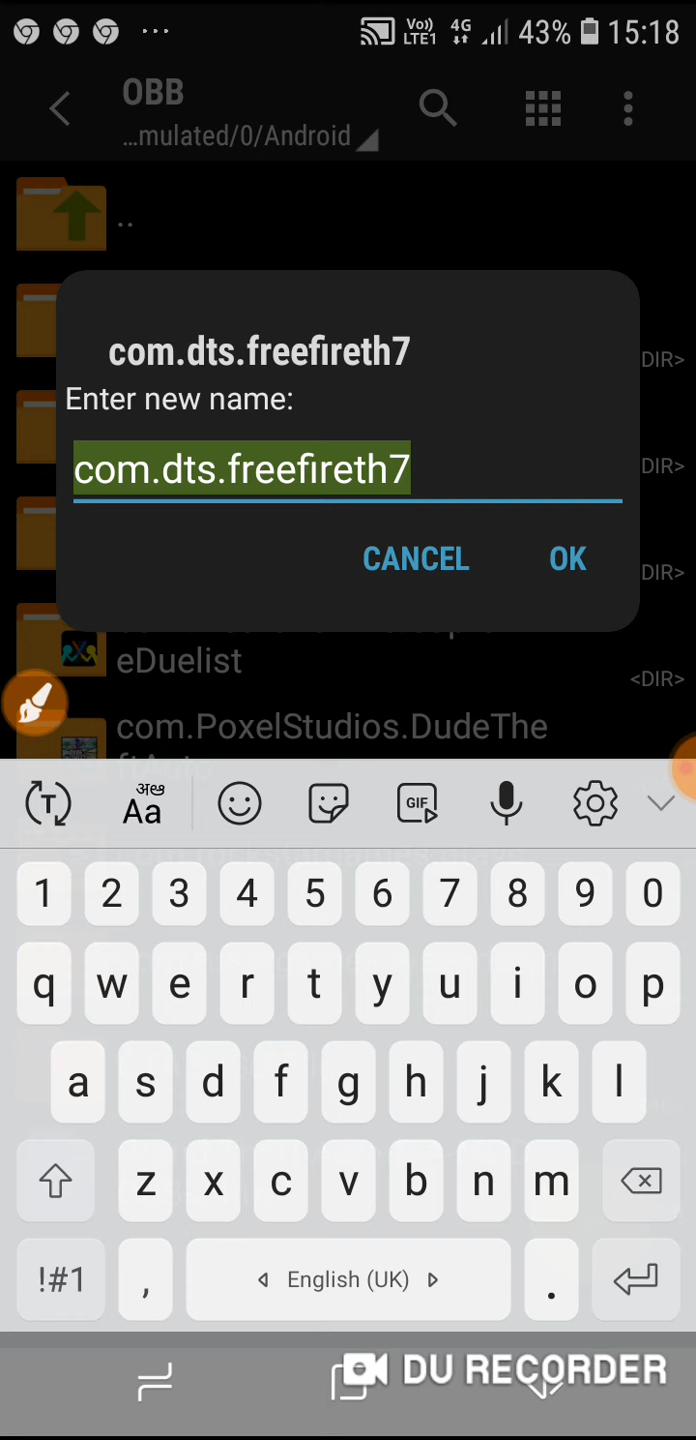 Vo)) 4G 43% 15:18
LTE1
OBB
...mulated/0/Android
..
com.dts.freefireth7
DIR>
Enter new name:
com.dts.freefireth7
DIR>
CANCEL OK
DIR>
eDuelist
<DIR>
com.PoxelStudios.DudeThe
ftAuto
T अआ Aa GIF
1 2 3 4 5 6 7 8 9 0
q w e r t y u i o p
a s d f g h j k l
z x c v b n m
!#1 , English (UK) .
DU RECORDER